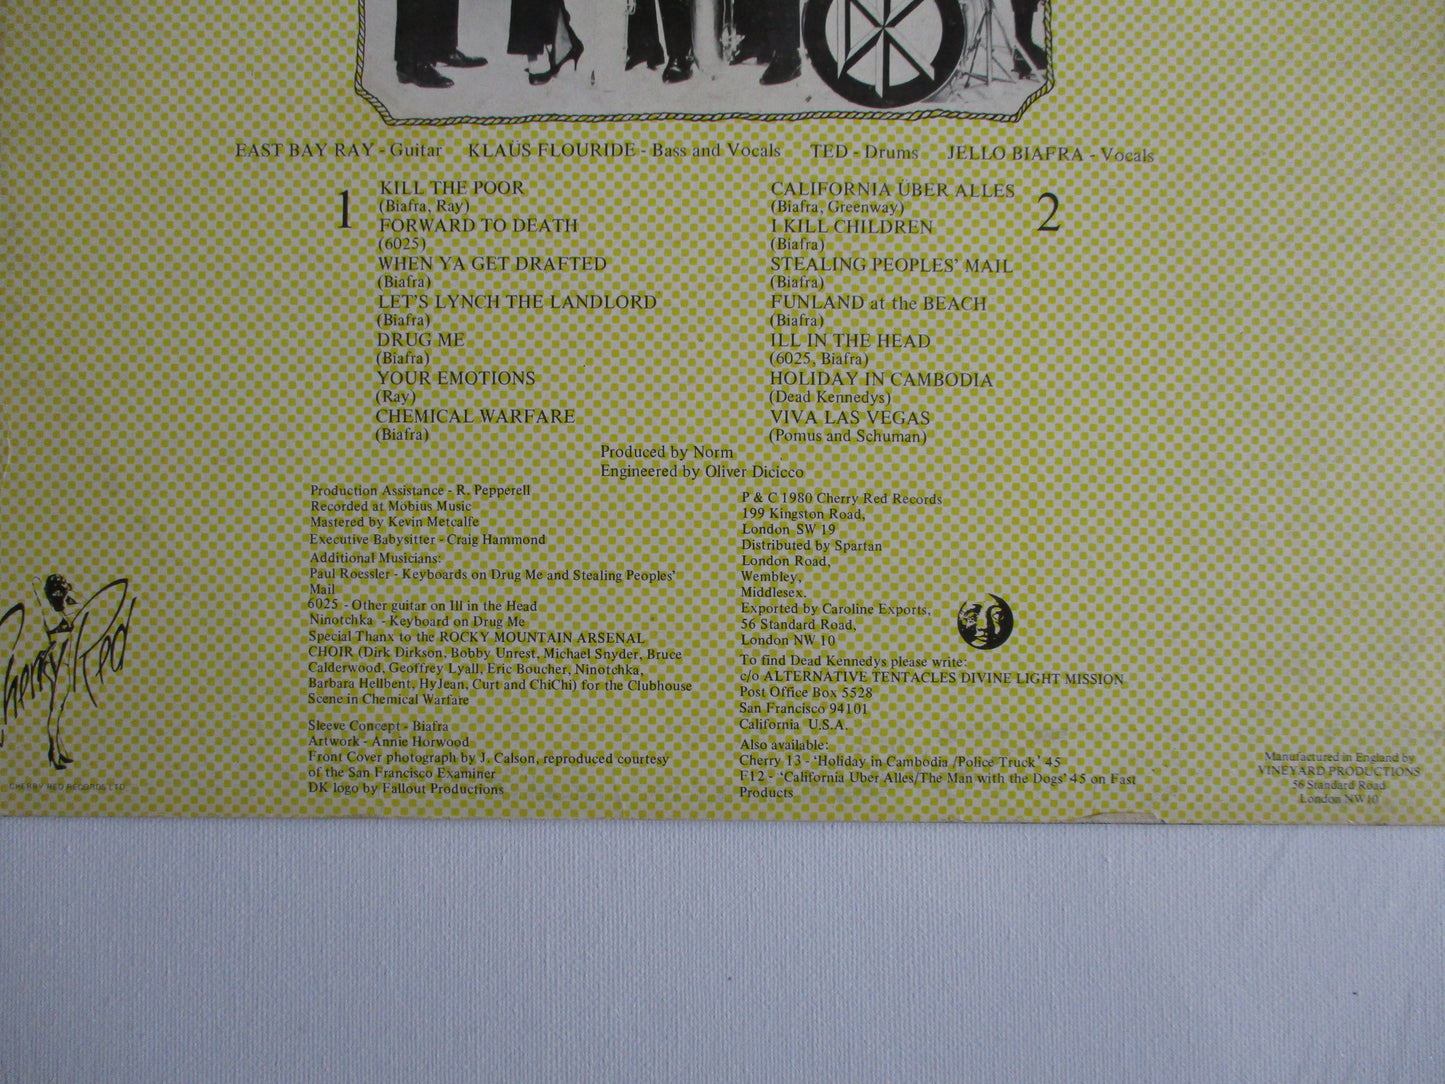 DK
EAST BAY RAY - Guitar KLAUS FLOURIDE - Bass and Vocals TED - Drums JELLO BIAFRA - Vocals
1
KILL THE POOR
(Biafra, Ray)
FORWARD TO DEATH
(6025)
WHEN YA GET DRAFTED
(Biafra)
LET'S LYNCH THE LANDLORD
(Biafra)
DRUG ME
(Biafra)
YOUR EMOTIONS
(Ray)
CHEMICAL WARFARE
(Biafra)
2
CALIFORNIA ÜBER ALLES
(Biafra, Greenway)
I KILL CHILDREN
(Biafra)
STEALING PEOPLES' MAIL
(Biafra)
FUNLAND at the BEACH
(Biafra)
ILL IN THE HEAD
(6025, Biafra)
HOLIDAY IN CAMBODIA
(Dead Kennedys)
VIVA LAS VEGAS
(Pomus and Schuman)
Produced by Norm
Engineered by Oliver Dicicco
Production Assistance - R. Pepperell
Recorded at Mobius Music
Mastered by Kevin Metcalfe
Executive Babysitter - Craig Hammond
Additional Musicians:
Paul Roessler - Keyboards on Drug Me and Stealing Peoples'
Mail
6025 - Other guitar on Ill in the Head
Ninotchka - Keyboard on Drug Me
Special Thanx to the ROCKY MOUNTAIN ARSENAL
CHOIR (Dirk Dirkson, Bobby Unrest, Michael Snyder, Bruce
Calderwood, Geoffrey Lyall, Eric Boucher, Ninotchka,
Barbara Hellbent, HyJean, Curt and ChiChi) for the Clubhouse
Scene in Chemical Warfare
Sleeve Concept - Biafra
Artwork - Annie Horwood
Front Cover photograph by J. Calson, reproduced courtesy
of the San Francisco Examiner
DK logo by Fallout Productions
P & C 1980 Cherry Red Records
199 Kingston Road,
London SW 19
Distributed by Spartan
London Road,
Wembley,
Middlesex.
Exported by Caroline Exports,
56 Standard Road,
London NW 10
To find Dead Kennedys please write:
c/o ALTERNATIVE TENTACLES DIVINE LIGHT MISSION
Post Office Box 5528
San Francisco 94101
California U.S.A.
Also available:
Cherry 13 - 'Holiday in Cambodia /Police Truck' 45
F12 - 'California Uber Alles/The Man with the Dogs' 45 on Fast
Products
Cherry Red
CHERRY RED RECORDS LTD
Manufactured in England by
VINEYARD PRODUCTIONS
56 Standard Road
London NW10